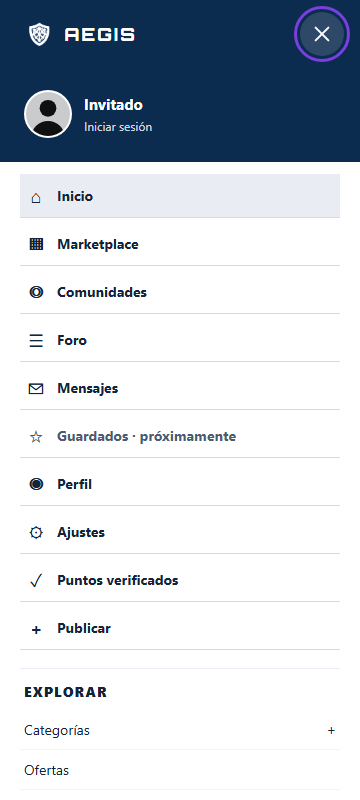 AEGIS
Invitado
Iniciar sesión
Inicio
Marketplace
Comunidades
Foro
Mensajes
Guardados · próximamente
Perfil
Ajustes
Puntos verificados
Publicar
EXPLORAR
Categorías +
Ofertas